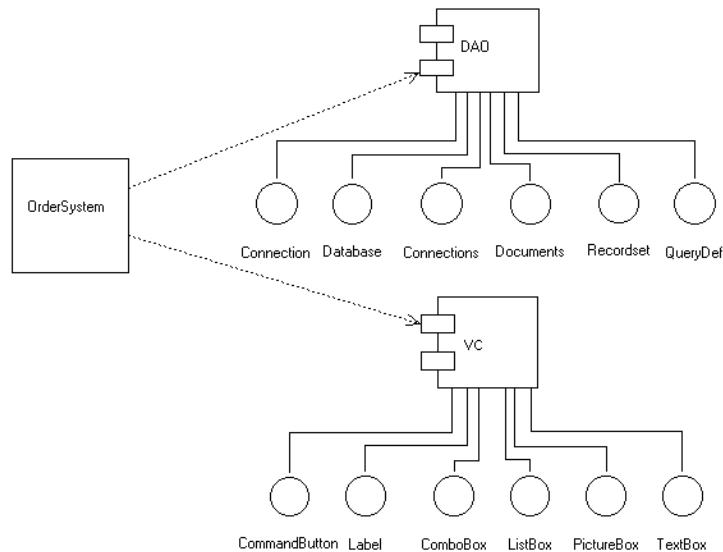 DAO
OrderSystem
Connection Database Connections Documents Recordset QueryDef
VC
CommandButton Label ComboBox ListBox PictureBox TextBox